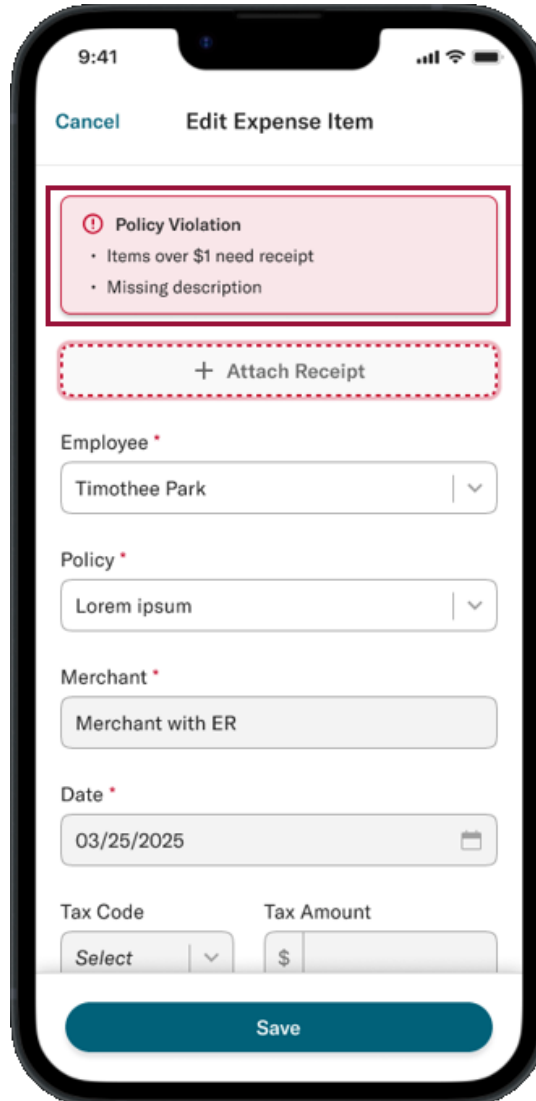 9:41
Cancel Edit Expense Item
Policy Violation
• Items over $1 need receipt
• Missing description
+ Attach Receipt
Employee *
Timothee Park
Policy *
Lorem ipsum
Merchant *
Merchant with ER
Date *
03/25/2025
Tax Code Tax Amount
Select $
Save